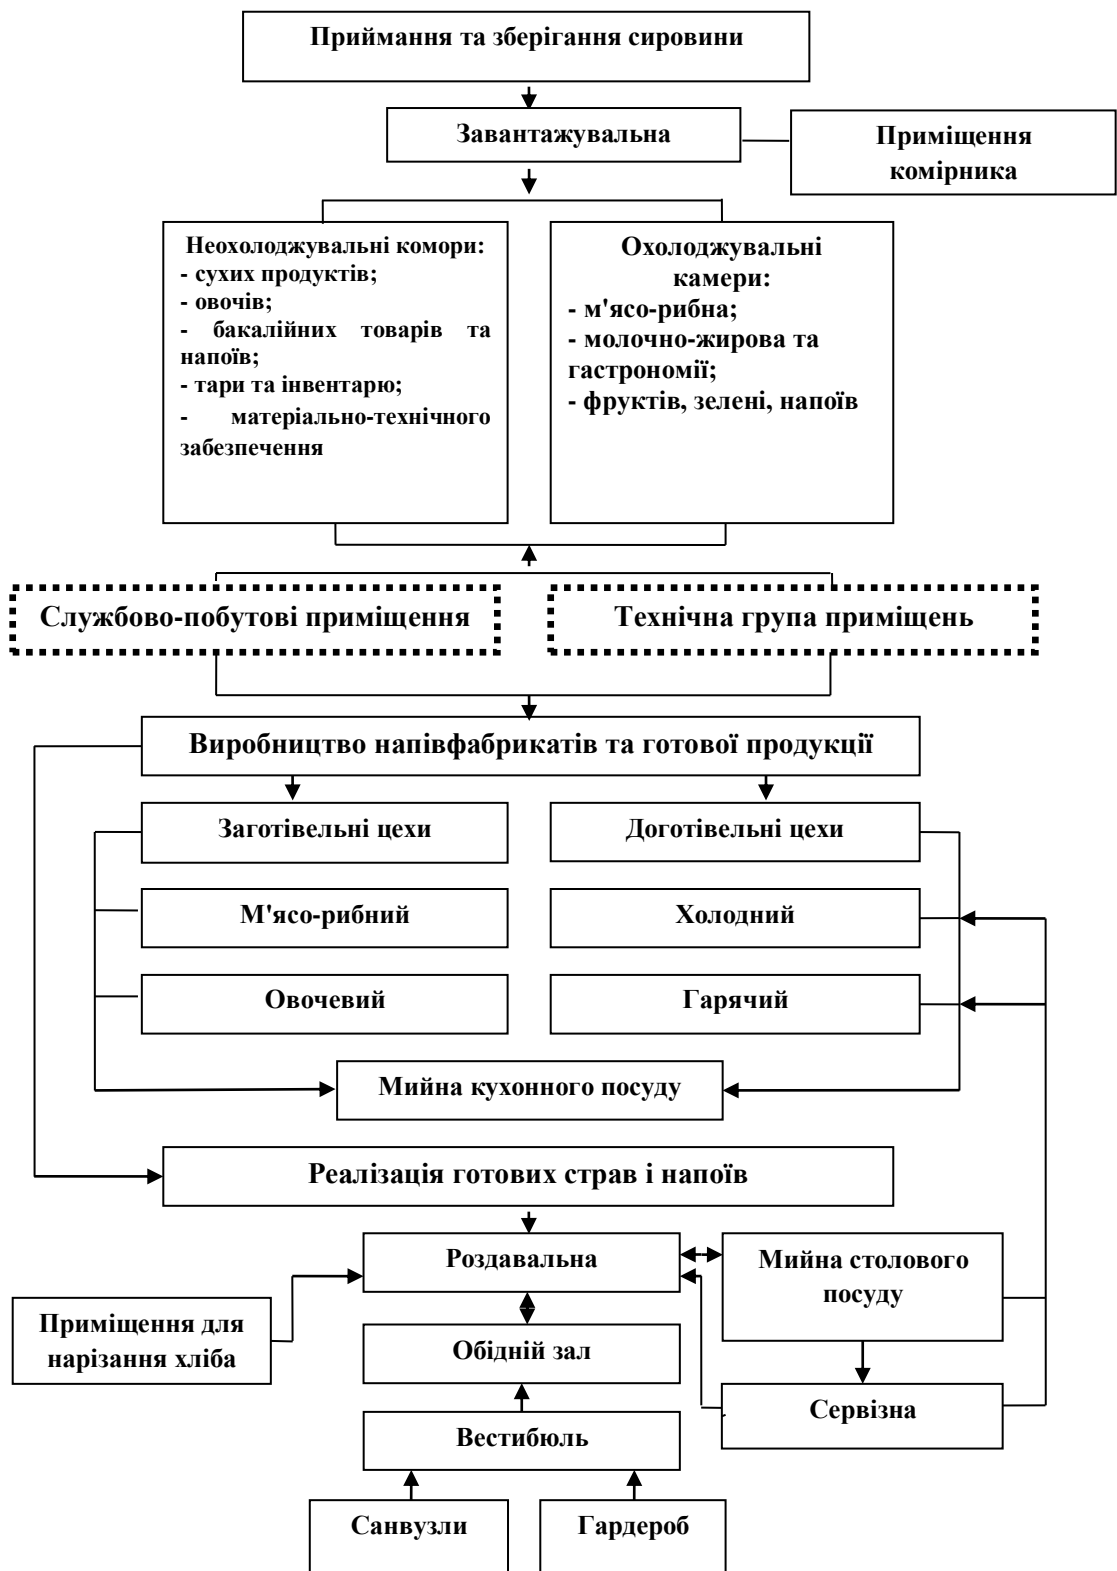 Приймання та зберігання сировини
Завантажувальна
Приміщення
комірника
Неохолоджувальні комори:
- сухих продуктів;
- овочів;
- бакалійних товарів та
напоїв;
- тари та інвентарю;
- матеріально-технічного
забезпечення
Охолоджувальні
камери:
- м'ясо-рибна;
- молочно-жирова та
гастрономії;
- фруктів, зелені, напоїв
Службово-побутові приміщення
Технічна група приміщень
Виробництво напівфабрикатів та готової продукції
Заготівельні цехи
Доготівельні цехи
М'ясо-рибний
Холодний
Овочевий
Гарячий
Мийна кухонного посуду
Реалізація готових страв і напоїв
Роздавальна
Мийна столового
посуду
Приміщення для
нарізання хліба
Обідній зал
Сервізна
Вестибюль
Санвузли
Гардероб